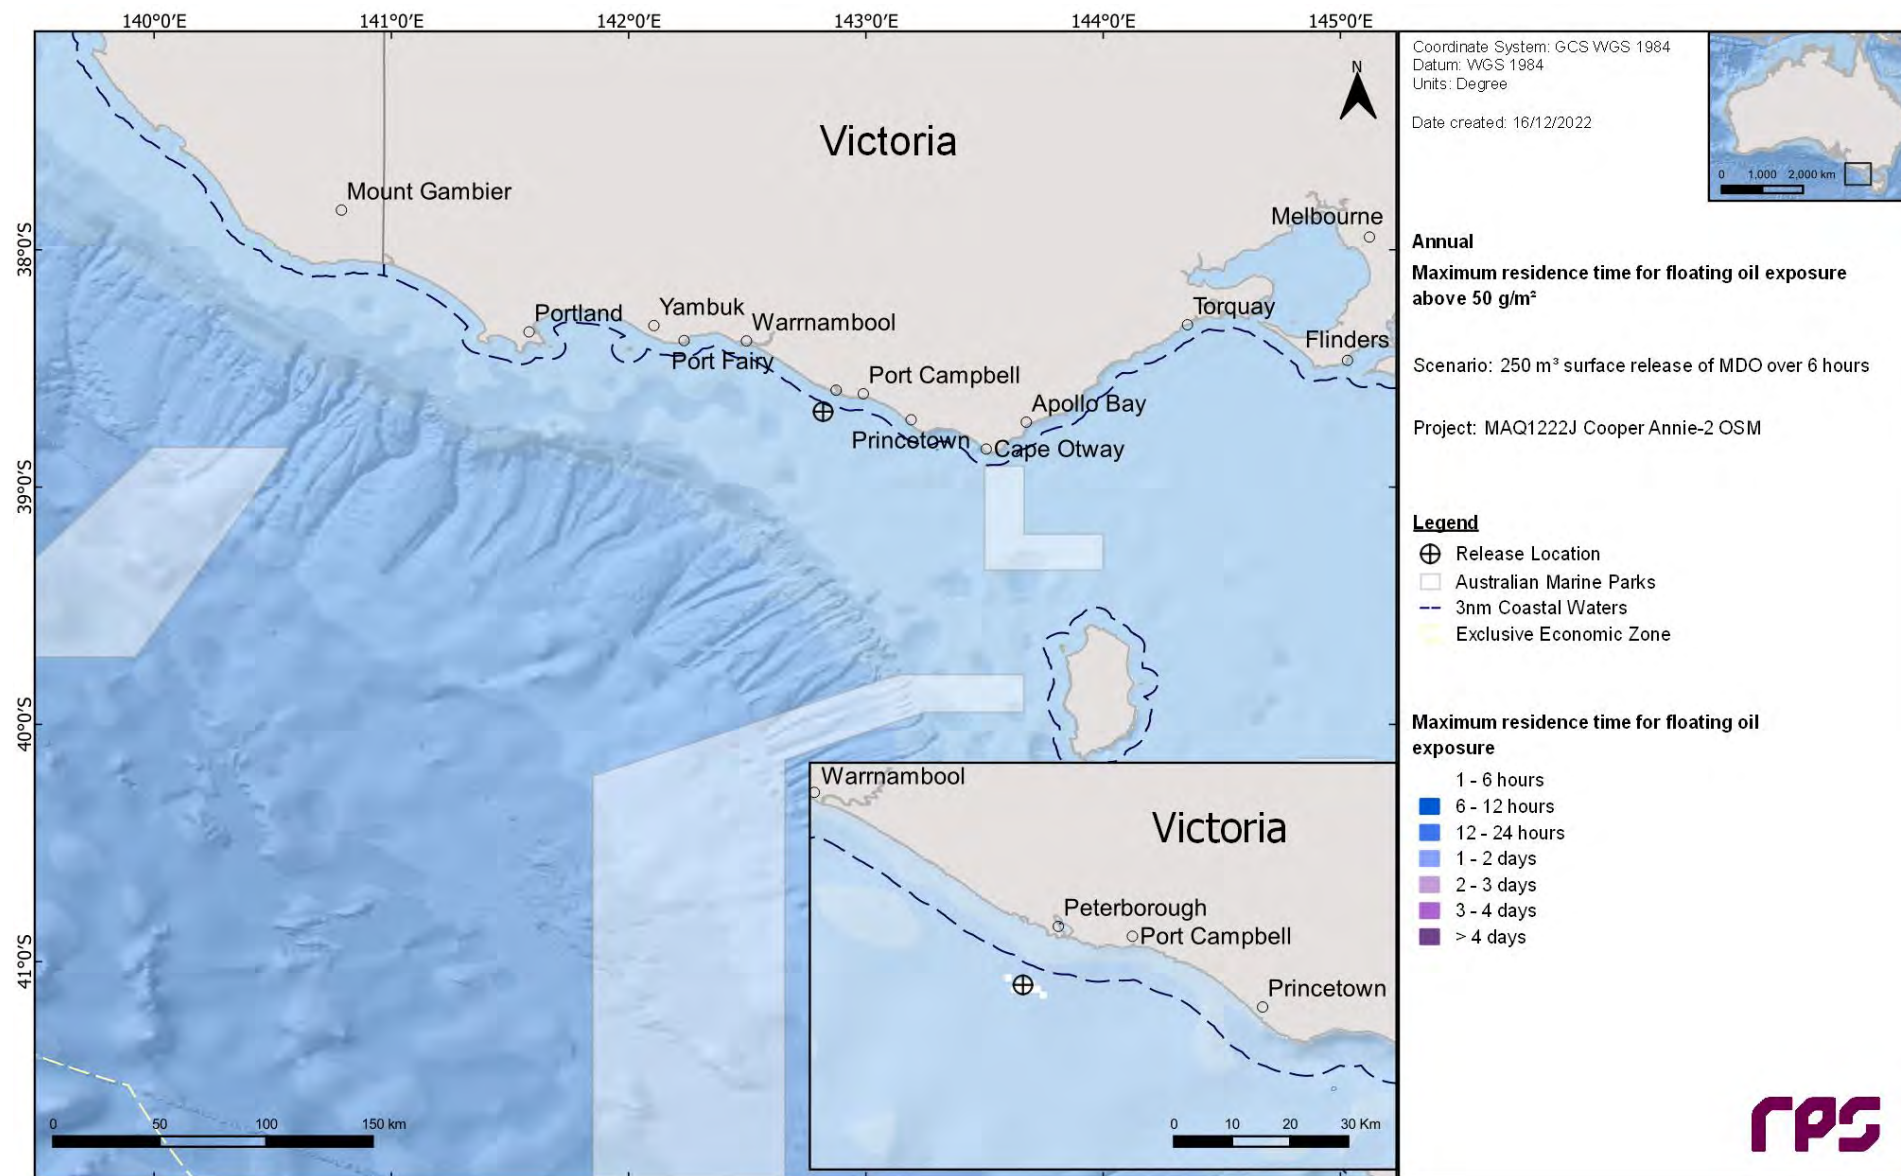 140°0'E
141°0'E
142°0'E
143°0'E
144°0'E
145°0'E
38°0'S
39°0'S
40°0'S
41°0'S
Victoria
N
Mount Gambier
Melbourne
Portland
Yambuk
Warrnambool
Port Fairy
Port Campbell
Princetown
Apollo Bay
Cape Otway
Torquay
Flinders
0 50 100 150 km
Warrnambool
Victoria
Peterborough
Port Campbell
Princetown
0 10 20 30 Km
Coordinate System: GCS WGS 1984
Datum: WGS 1984
Units: Degree
Date created: 16/12/2022
0 1,000 2,000 km
Annual
Maximum residence time for floating oil exposure
above 50 g/m²
Scenario: 250 m³ surface release of MDO over 6 hours
Project: MAQ1222J Cooper Annie-2 OSM
Legend
Release Location
Australian Marine Parks
3nm Coastal Waters
Exclusive Economic Zone
Maximum residence time for floating oil
exposure
1 - 6 hours
6 - 12 hours
12 - 24 hours
1 - 2 days
2 - 3 days
3 - 4 days
> 4 days
rps